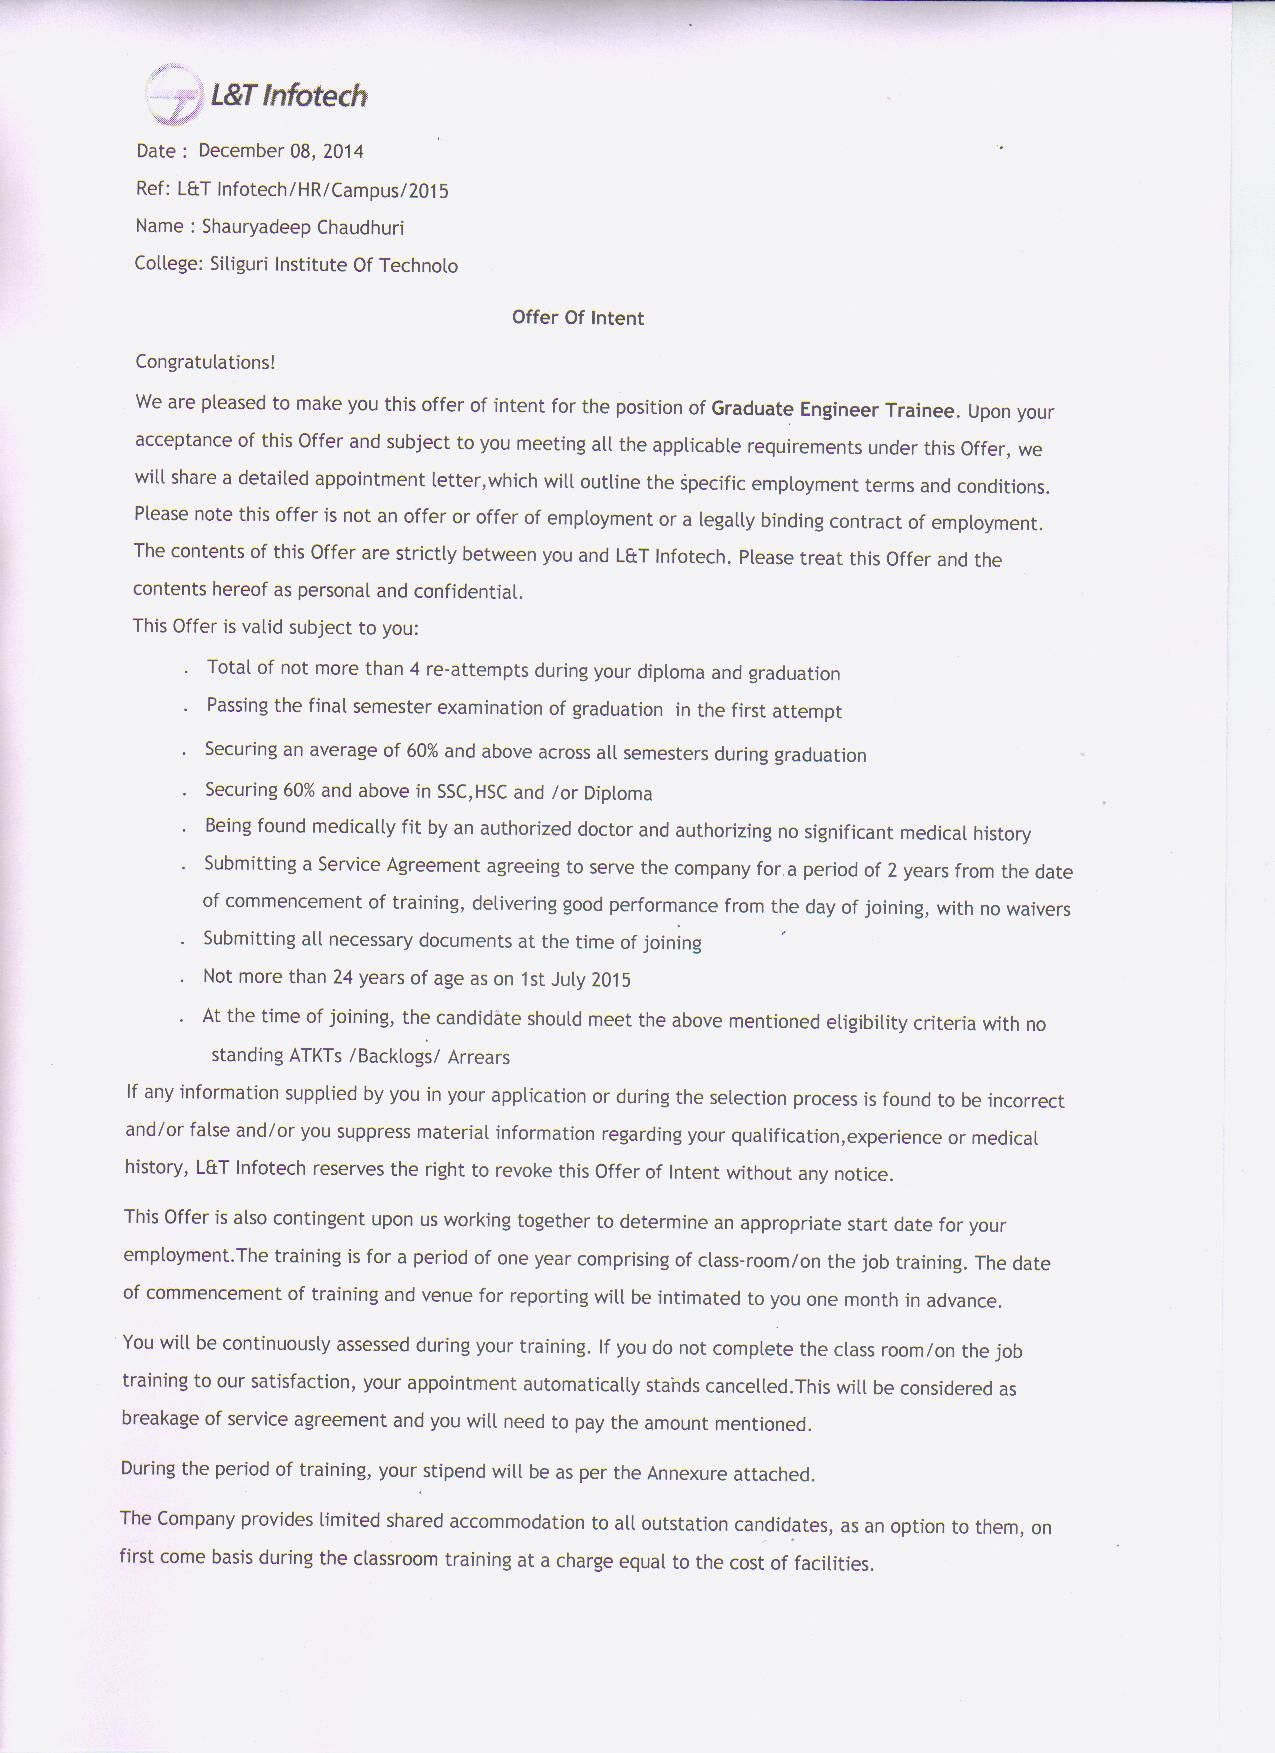 L&T Infotech
Date : December 08, 2014
Ref: L&T Infotech/HR/Campus/2015
Name : Shauryadeep Chaudhuri
College: Siliguri Institute Of Technolo
Offer Of Intent
Congratulations!
We are pleased to make you this offer of intent for the position of Graduate Engineer Trainee. Upon your
acceptance of this Offer and subject to you meeting all the applicable requirements under this Offer, we
will share a detailed appointment letter,which will outline the specific employment terms and conditions.
Please note this offer is not an offer or offer of employment or a legally binding contract of employment.
The contents of this Offer are strictly between you and L&T Infotech. Please treat this Offer and the
contents hereof as personal and confidential.
This Offer is valid subject to you:
. Total of not more than 4 re-attempts during your diploma and graduation
. Passing the final semester examination of graduation in the first attempt
. Securing an average of 60% and above across all semesters during graduation
. Securing 60% and above in SSC,HSC and /or Diploma
. Being found medically fit by an authorized doctor and authorizing no significant medical history
. Submitting a Service Agreement agreeing to serve the company for a period of 2 years from the date
of commencement of training, delivering good performance from the day of joining, with no waivers
. Submitting all necessary documents at the time of joining
. Not more than 24 years of age as on 1st July 2015
. At the time of joining, the candidate should meet the above mentioned eligibility criteria with no
standing ATKTs /Backlogs/ Arrears
If any information supplied by you in your application or during the selection process is found to be incorrect
and/or false and/or you suppress material information regarding your qualification,experience or medical
history, L&T Infotech reserves the right to revoke this Offer of Intent without any notice.
This Offer is also contingent upon us working together to determine an appropriate start date for your
employment.The training is for a period of one year comprising of class-room/on the job training. The date
of commencement of training and venue for reporting will be intimated to you one month in advance.
You will be continuously assessed during your training. If you do not complete the class room/on the job
training to our satisfaction, your appointment automatically stands cancelled.This will be considered as
breakage of service agreement and you will need to pay the amount mentioned.
During the period of training, your stipend will be as per the Annexure attached.
The Company provides limited shared accommodation to all outstation candidates, as an option to them, on
first come basis during the classroom training at a charge equal to the cost of facilities.